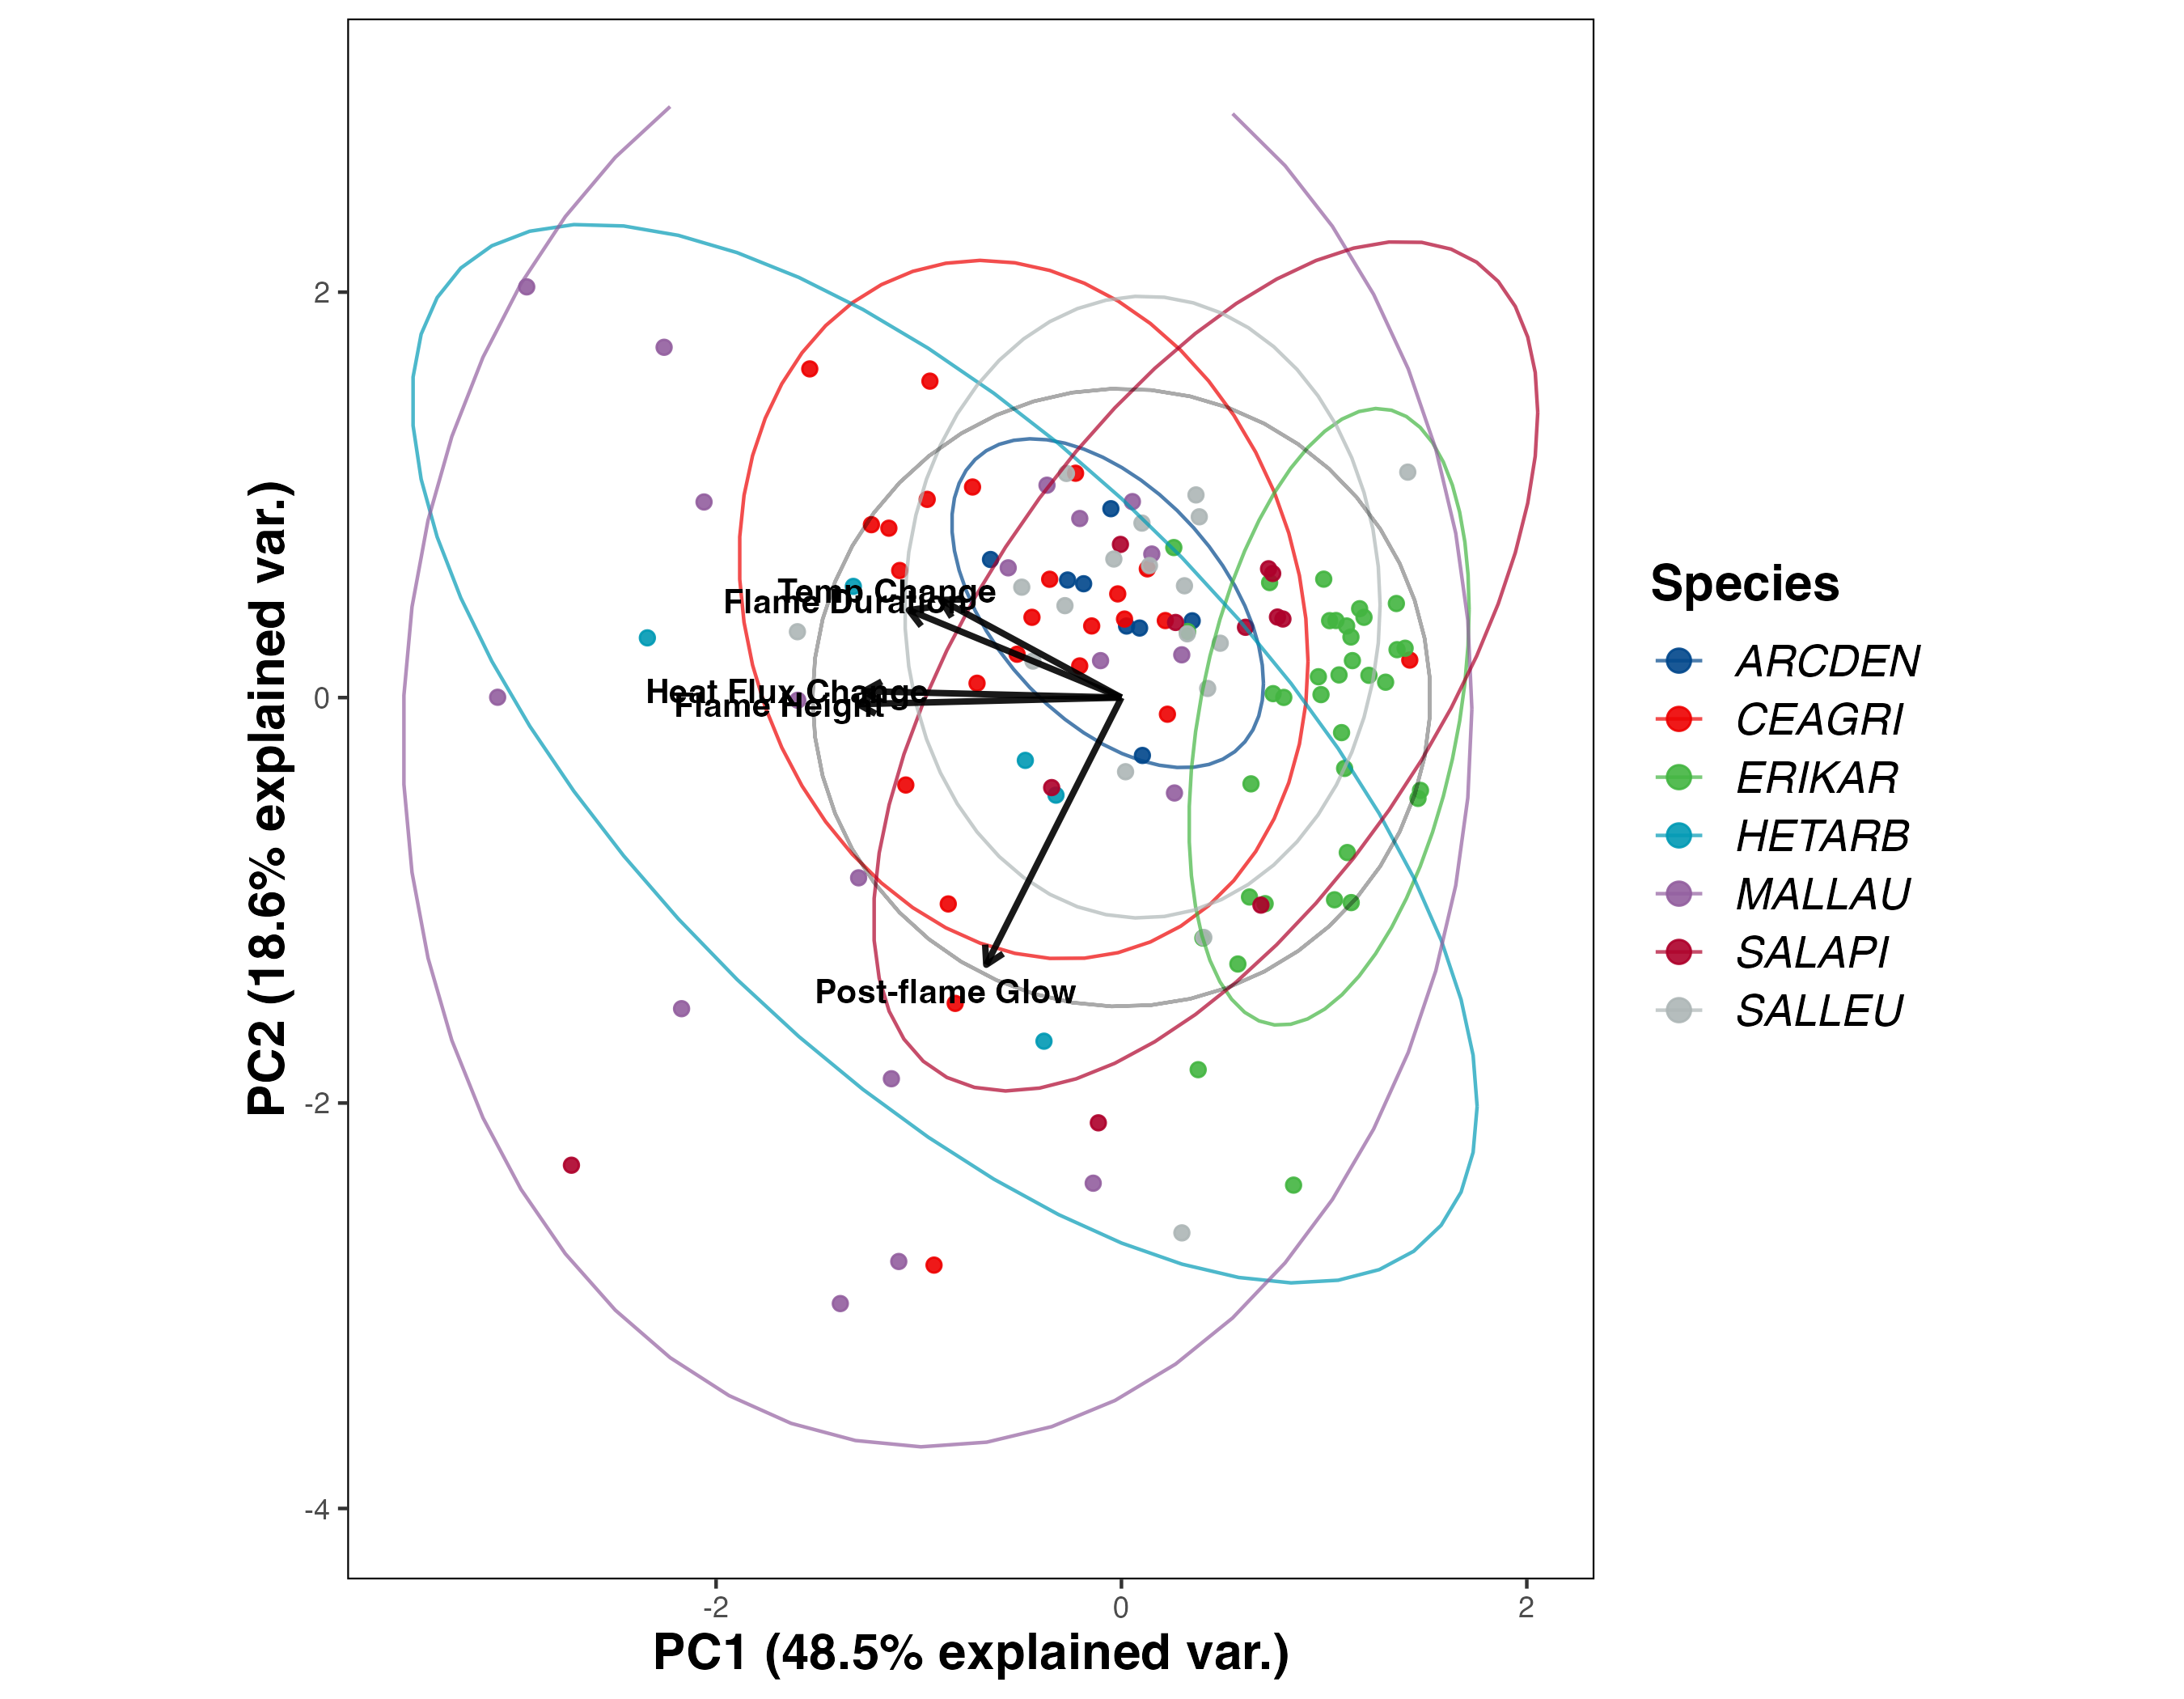 PC2 (18.6% explained var.)
2
0
-2
-4
Temp Change
Flame Duration
Heat Flux Change
Flame Height
Post-flame Glow
-2
0
2
PC1 (48.5% explained var.)
Species
ARCDEN
CEAGRI
ERIKAR
HETARB
MALLAU
SALAPI
SALLEU